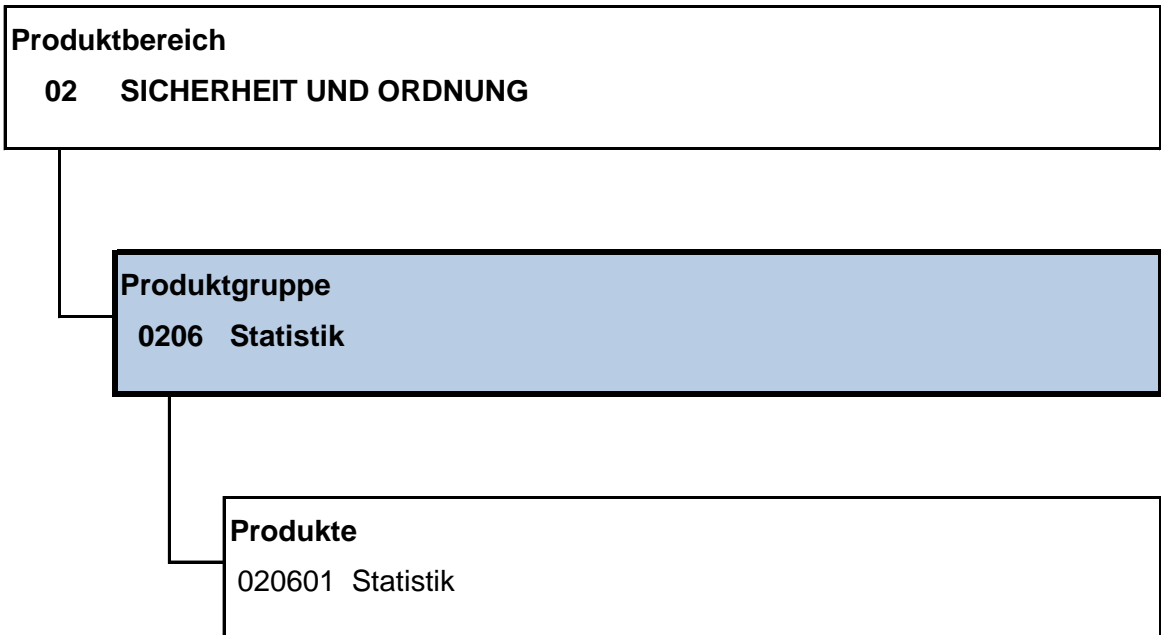 Produktbereich
02 SICHERHEIT UND ORDNUNG
Produktgruppe
0206 Statistik
Produkte
020601 Statistik